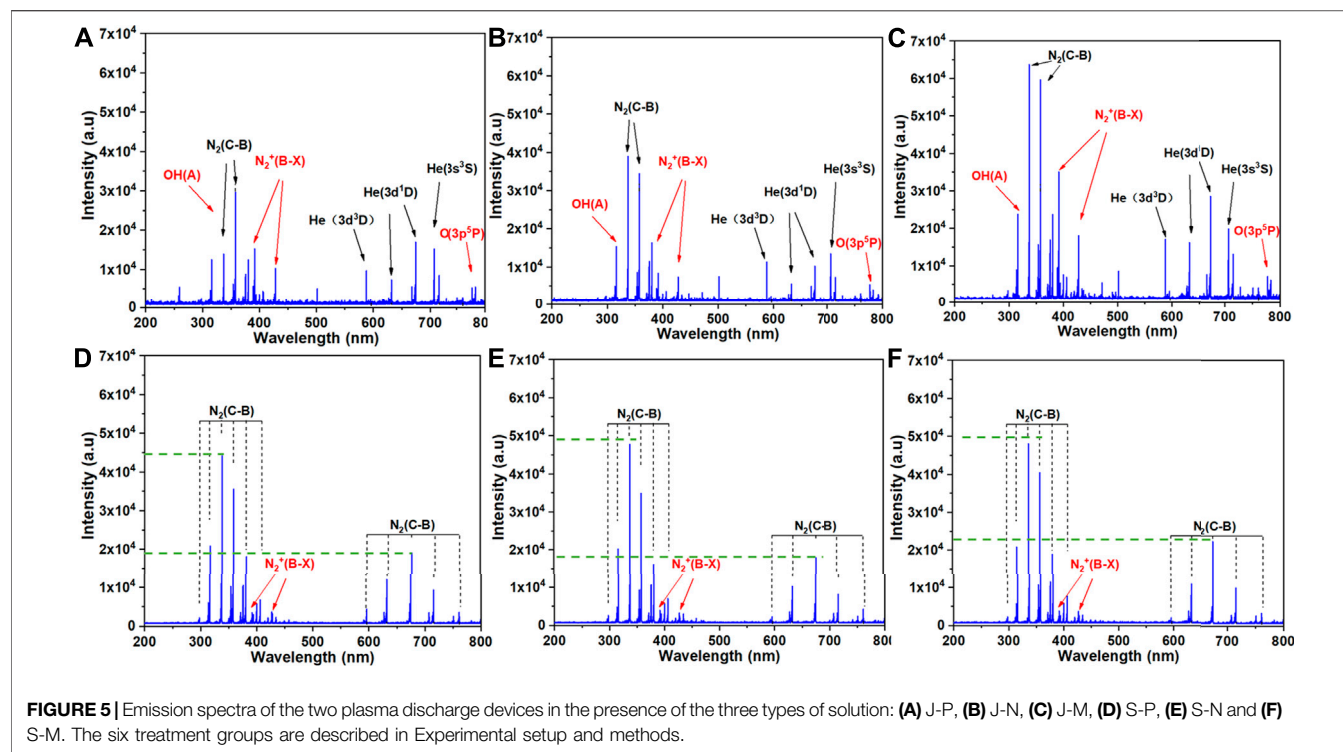 A
7x10⁴
6x10⁴
5x10⁴
4x10⁴
3x10⁴
2x10⁴
1x10⁴
0
Intensity (a.u)
200 300 400 500 600 700 800
Wavelength (nm)
OH(A)
N₂(C-B)
N₂⁺(B-X)
He（3d³D）
He(3d¹D)
He(3s³S)
O(3p⁵P)
B
7x10⁴
6x10⁴
5x10⁴
4x10⁴
3x10⁴
2x10⁴
1x10⁴
0
Intensity (a.u)
200 300 400 500 600 700 800
Wavelength (nm)
OH(A)
N₂(C-B)
N₂⁺(B-X)
He（3d³D）
He(3d¹D)
He(3s³S)
O(3p⁵P)
C
7x10⁴
6x10⁴
5x10⁴
4x10⁴
3x10⁴
2x10⁴
1x10⁴
0
Intensity (a.u)
200 300 400 500 600 700 800
Wavelength (nm)
OH(A)
N₂(C-B)
N₂⁺(B-X)
He（3d³D）
He(3d¹D)
He(3s³S)
O(3p⁵P)
D
7x10⁴
6x10⁴
5x10⁴
4x10⁴
3x10⁴
2x10⁴
1x10⁴
0
Intensity (a.u)
200 300 400 500 600 700 800
Wavelength (nm)
N₂(C-B)
N₂⁺(B-X)
N₂(C-B)
E
7x10⁴
6x10⁴
5x10⁴
4x10⁴
3x10⁴
2x10⁴
1x10⁴
0
Intensity (a.u)
200 300 400 500 600 700 800
Wavelength (nm)
N₂(C-B)
N₂⁺(B-X)
N₂(C-B)
F
7x10⁴
6x10⁴
5x10⁴
4x10⁴
3x10⁴
2x10⁴
1x10⁴
0
Intensity (a.u)
200 300 400 500 600 700 800
Wavelength (nm)
N₂(C-B)
N₂⁺(B-X)
N₂(C-B)
FIGURE 5 | Emission spectra of the two plasma discharge devices in the presence of the three types of solution: (A) J-P, (B) J-N, (C) J-M, (D) S-P, (E) S-N and (F)
S-M. The six treatment groups are described in Experimental setup and methods.